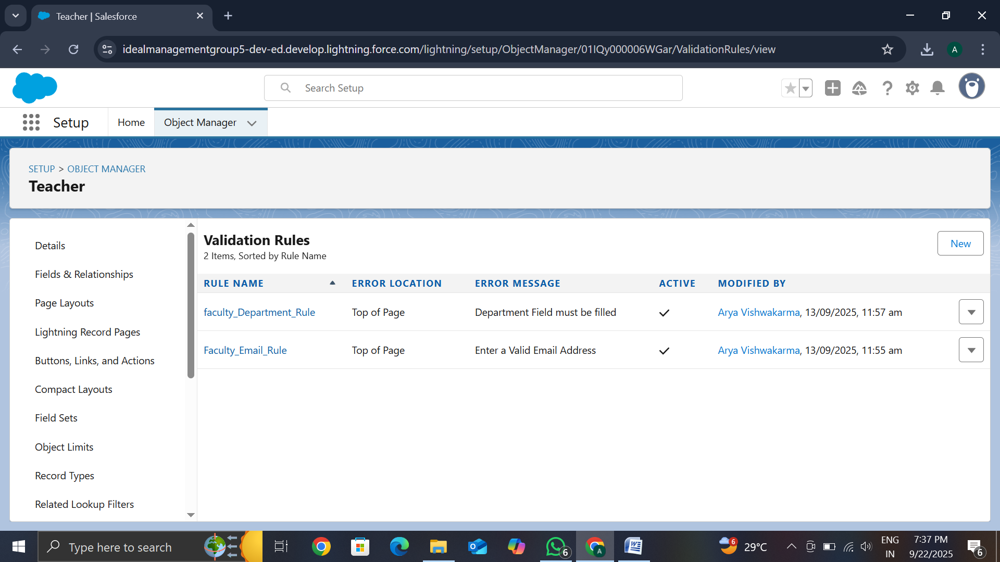 Teacher | Salesforce
idealmanagementgroup5-dev-ed.develop.lightning.force.com/lightning/setup/ObjectManager/01IQy000006WGar/ValidationRules/view
A
Search Setup
Setup
Home
Object Manager
SETUP > OBJECT MANAGER
Teacher
Details
Fields & Relationships
Page Layouts
Lightning Record Pages
Buttons, Links, and Actions
Compact Layouts
Field Sets
Object Limits
Record Types
Related Lookup Filters
Validation Rules
2 Items, Sorted by Rule Name
New
RULE NAME ERROR LOCATION ERROR MESSAGE ACTIVE MODIFIED BY
faculty_Department_Rule Top of Page Department Field must be filled Arya Vishwakarma, 13/09/2025, 11:57 am
Faculty_Email_Rule Top of Page Enter a Valid Email Address Arya Vishwakarma, 13/09/2025, 11:55 am
Type here to search
6
A
6
29°C
ENG
IN
7:37 PM
9/22/2025
6